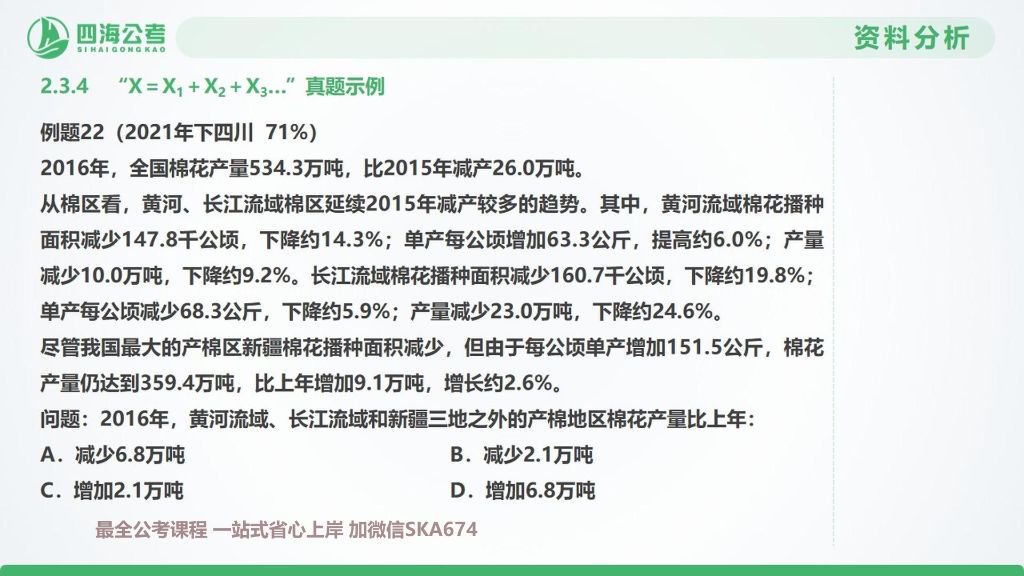 四海公考
SIHAIGONGKAO
资料分析
2.3.4 “X=X₁+X₂+X₃…”真题示例
例题22（2021年下四川 71%）
2016年，全国棉花产量534.3万吨，比2015年减产26.0万吨。
从棉区看，黄河、长江流域棉区延续2015年减产较多的趋势。其中，黄河流域棉花播种
面积减少147.8千公顷，下降约14.3%；单产每公顷增加63.3公斤，提高约6.0%；产量
减少10.0万吨，下降约9.2%。长江流域棉花播种面积减少160.7千公顷，下降约19.8%；
单产每公顷减少68.3公斤，下降约5.9%；产量减少23.0万吨，下降约24.6%。
尽管我国最大的产棉区新疆棉花播种面积减少，但由于每公顷单产增加151.5公斤，棉花
产量仍达到359.4万吨，比上年增加9.1万吨，增长约2.6%。
问题：2016年，黄河流域、长江流域和新疆三地之外的产棉地区棉花产量比上年：
A．减少6.8万吨 B．减少2.1万吨
C．增加2.1万吨 D．增加6.8万吨
最全公考课程 一站式省心上岸 加微信SKA674